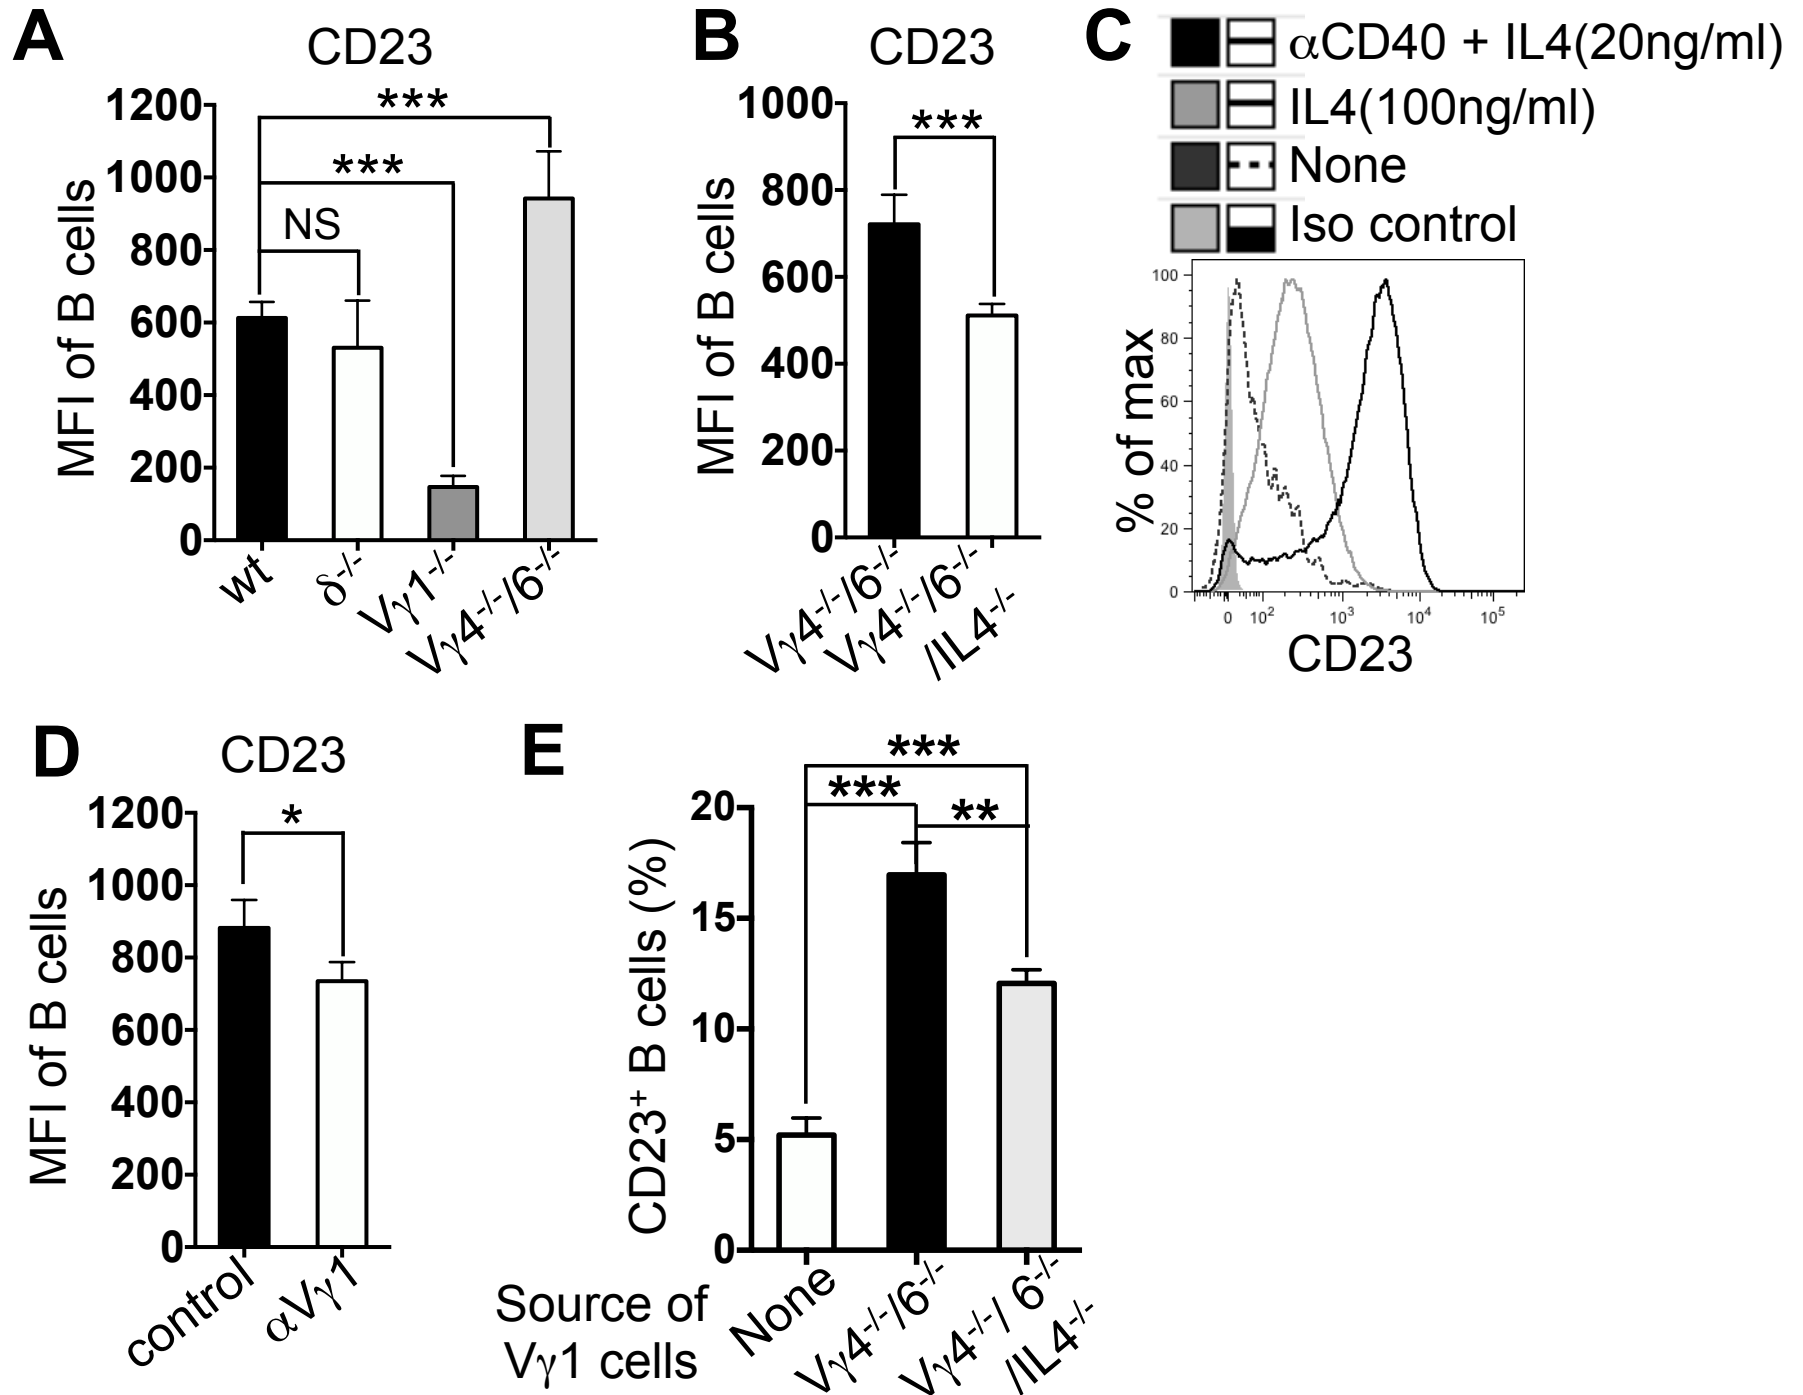 A
CD23
MFI of B cells
1200
1000
800
600
400
200
0
***
***
NS
wt
δ-/-
Vγ1-/-
Vγ4-/-/6-/-
B
CD23
MFI of B cells
1000
800
600
400
200
0
***
Vγ4-/-/6-/-
Vγ4-/-/6-/-
/IL4-/-
C
αCD40 + IL4(20ng/ml)
IL4(100ng/ml)
None
Iso control
% of max
100
80
60
40
20
0
0 10² 10³ 10⁴ 10⁵
CD23
D
CD23
MFI of B cells
1200
1000
800
600
400
200
0
*
control
αVγ1
E
CD23+ B cells (%)
20
15
10
5
0
***
***
**
Source of
Vγ1 cells
None
Vγ4-/-/6-/-
Vγ4-/-/ 6-/-
/IL4-/-